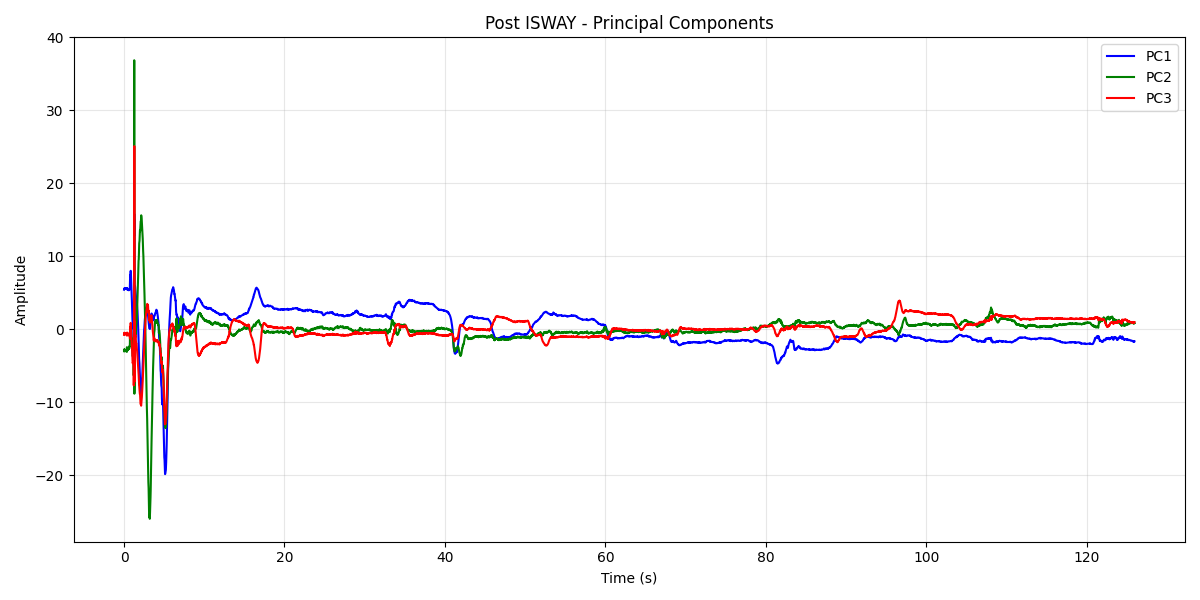 Post ISWAY - Principal Components
PC1
PC2
PC3
Amplitude
40
30
20
10
0
−10
−20
0 20 40 60 80 100 120
Time (s)